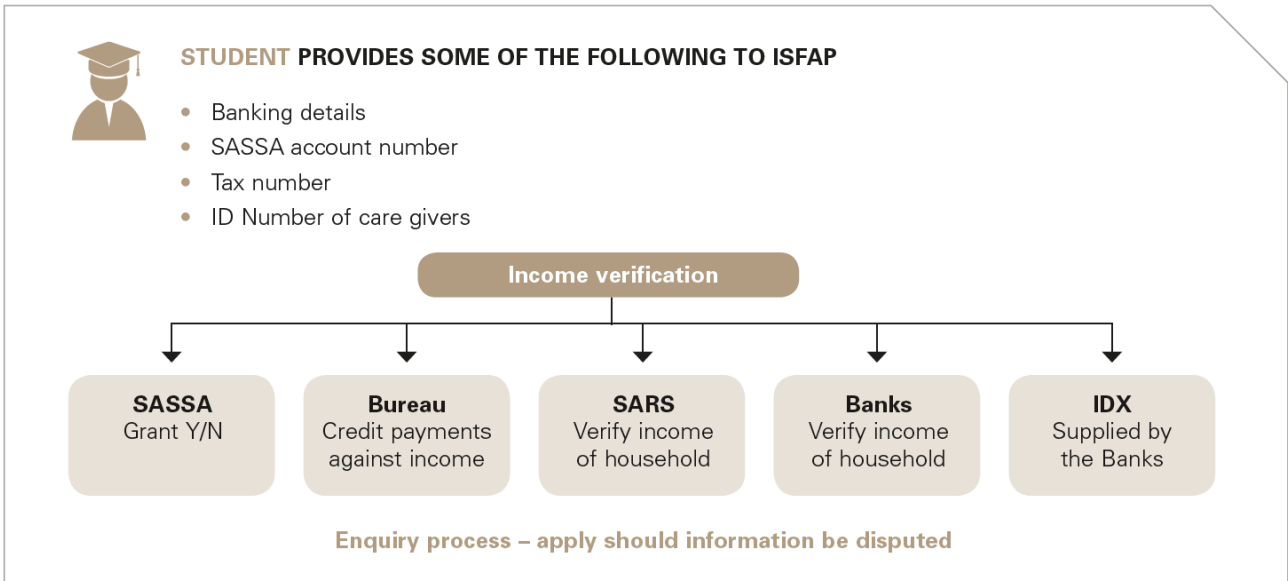 STUDENT PROVIDES SOME OF THE FOLLOWING TO ISFAP
• Banking details
• SASSA account number
• Tax number
• ID Number of care givers
Income verification
SASSA
Grant Y/N
Bureau
Credit payments
against income
SARS
Verify income
of household
Banks
Verify income
of household
IDX
Supplied by
the Banks
Enquiry process – apply should information be disputed